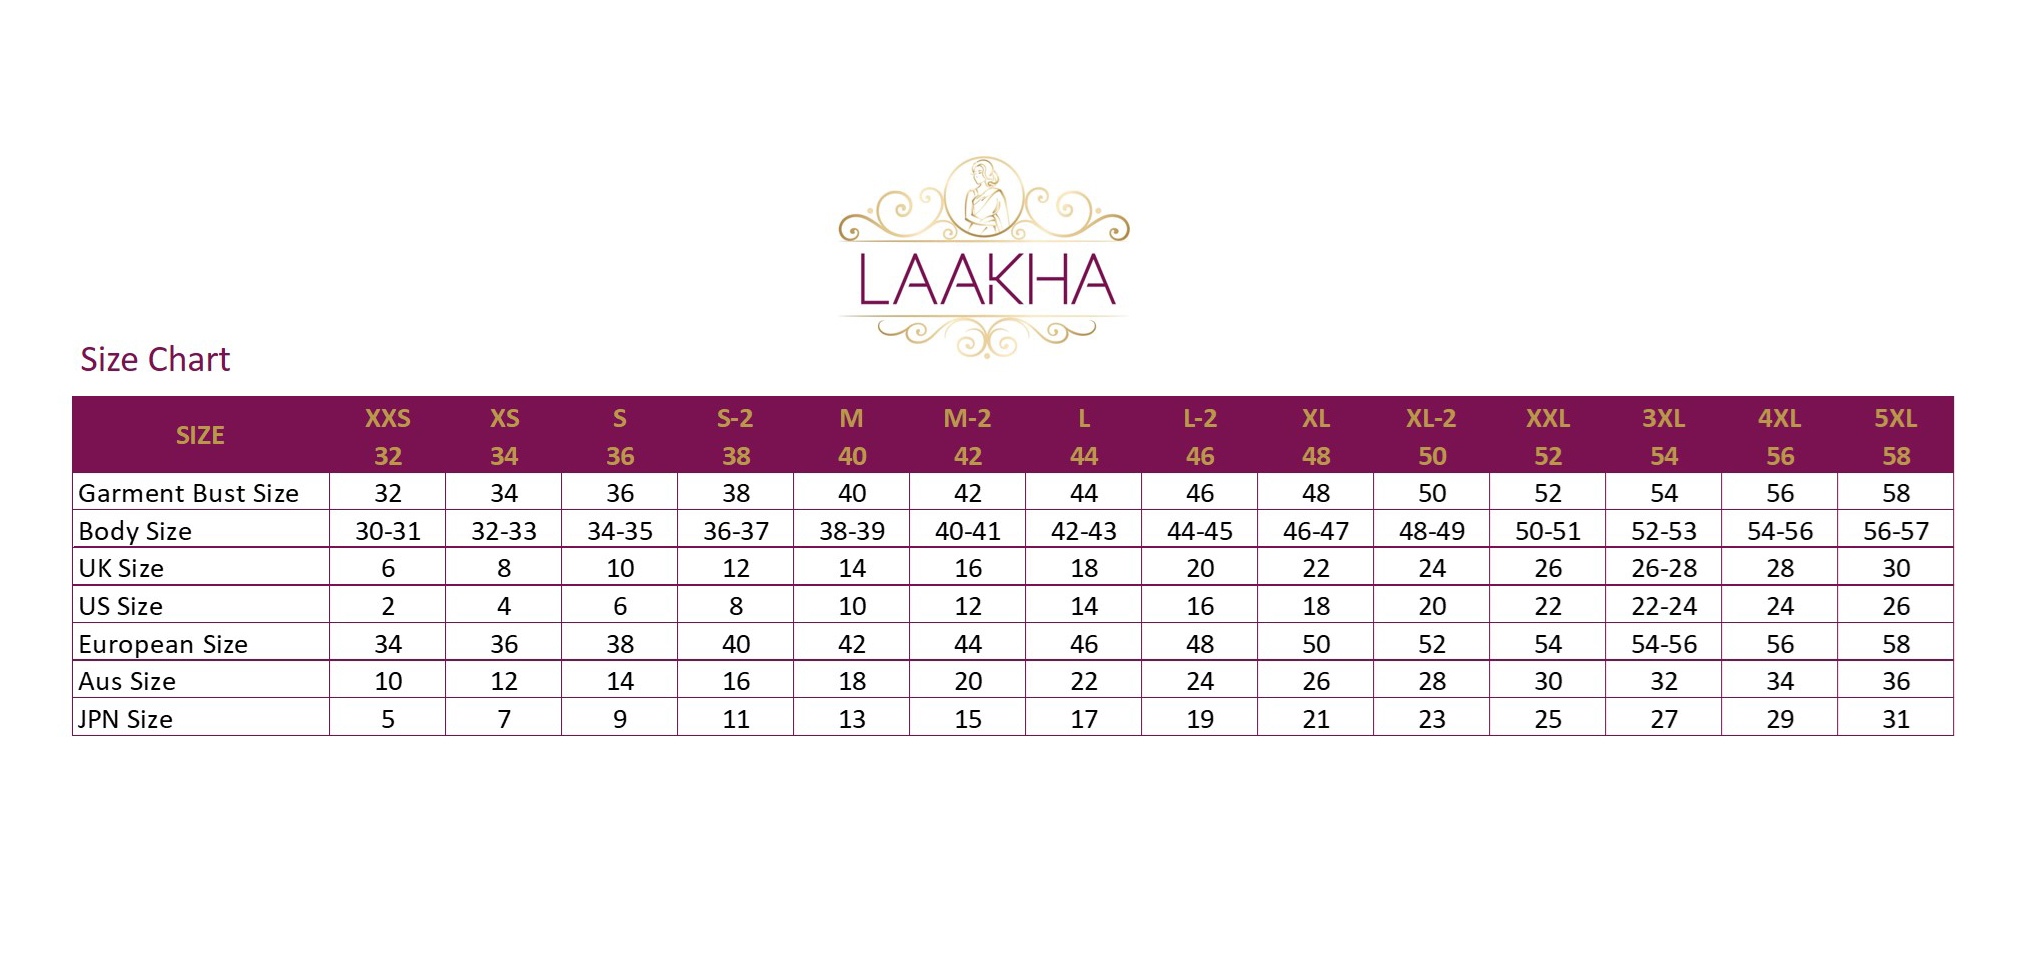 LAAKHA
Size Chart
SIZE XXS XS S S-2 M M-2 L L-2 XL XL-2 XXL 3XL 4XL 5XL
32 34 36 38 40 42 44 46 48 50 52 54 56 58
Garment Bust Size 32 34 36 38 40 42 44 46 48 50 52 54 56 58
Body Size 30-31 32-33 34-35 36-37 38-39 40-41 42-43 44-45 46-47 48-49 50-51 52-53 54-56 56-57
UK Size 6 8 10 12 14 16 18 20 22 24 26 26-28 28 30
US Size 2 4 6 8 10 12 14 16 18 20 22 22-24 24 26
European Size 34 36 38 40 42 44 46 48 50 52 54 54-56 56 58
Aus Size 10 12 14 16 18 20 22 24 26 28 30 32 34 36
JPN Size 5 7 9 11 13 15 17 19 21 23 25 27 29 31